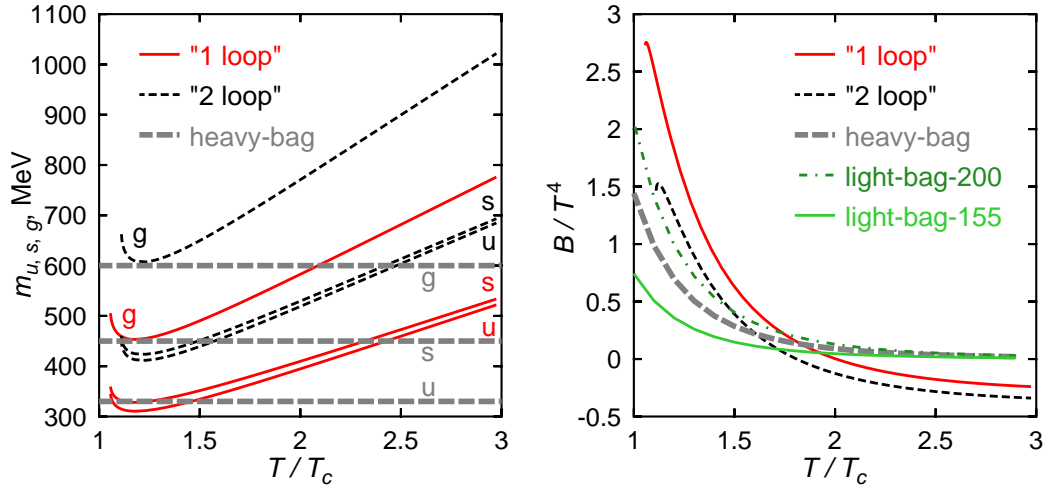 1100
1000
900
800
700
600
500
400
300
m_{u, s, g}, MeV
"1 loop"
"2 loop"
heavy-bag
g
s
u
g
g
s
u
s
u
1 1.5 2 2.5 3
T / T_c
3
2.5
2
1.5
1
0.5
0
-0.5
B / T^4
"1 loop"
"2 loop"
heavy-bag
light-bag-200
light-bag-155
1 1.5 2 2.5 3
T / T_c